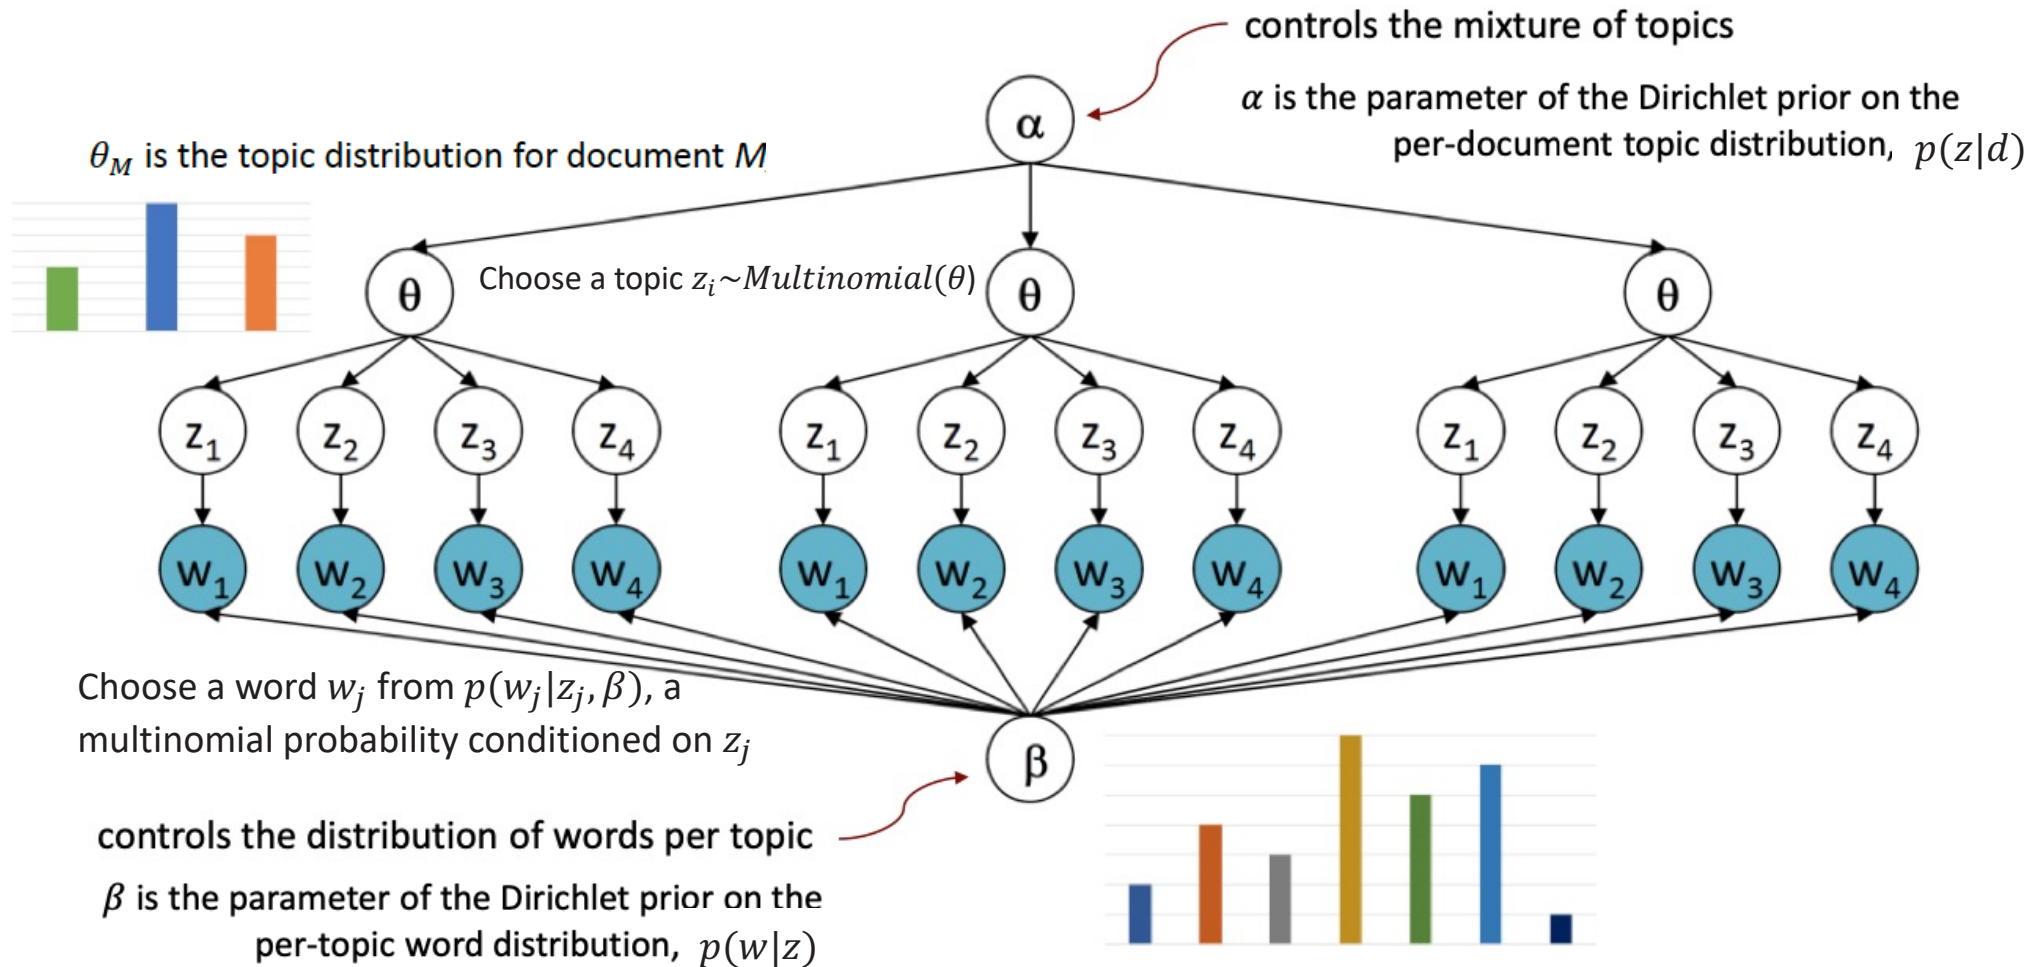 controls the mixture of topics
α is the parameter of the Dirichlet prior on the
per-document topic distribution, p(z|d)
α
θ_M is the topic distribution for document M
θ
Choose a topic z_i~Multinomial(θ)
θ
θ
z₁ z₂ z₃ z₄ z₁ z₂ z₃ z₄ z₁ z₂ z₃ z₄
w₁ w₂ w₃ w₄ w₁ w₂ w₃ w₄ w₁ w₂ w₃ w₄
Choose a word w_j from p(w_j|z_j, β), a
multinomial probability conditioned on z_j
β
controls the distribution of words per topic
β is the parameter of the Dirichlet prior on the
per-topic word distribution, p(w|z)